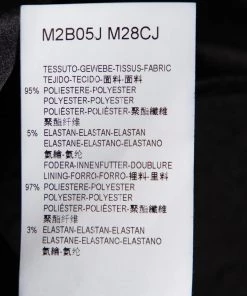 M2B05J M28CJ
TESSUTO-GEWEBE-TISSUS-FABRIC
TEJIDO-TECIDO-面料-面料
95% POLIESTERE-POLYESTER
POLYESTER-POLYESTER
POLIÉSTER-POLIÉSTER-聚酯纖維
聚酯纤维
5% ELASTAN-ELASTAN-ELASTAN
ELASTANE-ELASTANO-ELASTANO
氨綸-氨纶
FODERA-INNENFUTTER-DOUBLURE
LINING-FORRO-FORRO-裡料-里料
97% POLIESTERE-POLYESTER
POLYESTER-POLYESTER
POLIÉSTER-POLIÉSTER-聚酯纖維
聚酯纤维
3% ELASTAN-ELASTAN-ELASTAN
ELASTANE-ELASTANO-ELASTANO
氨綸-氨纶